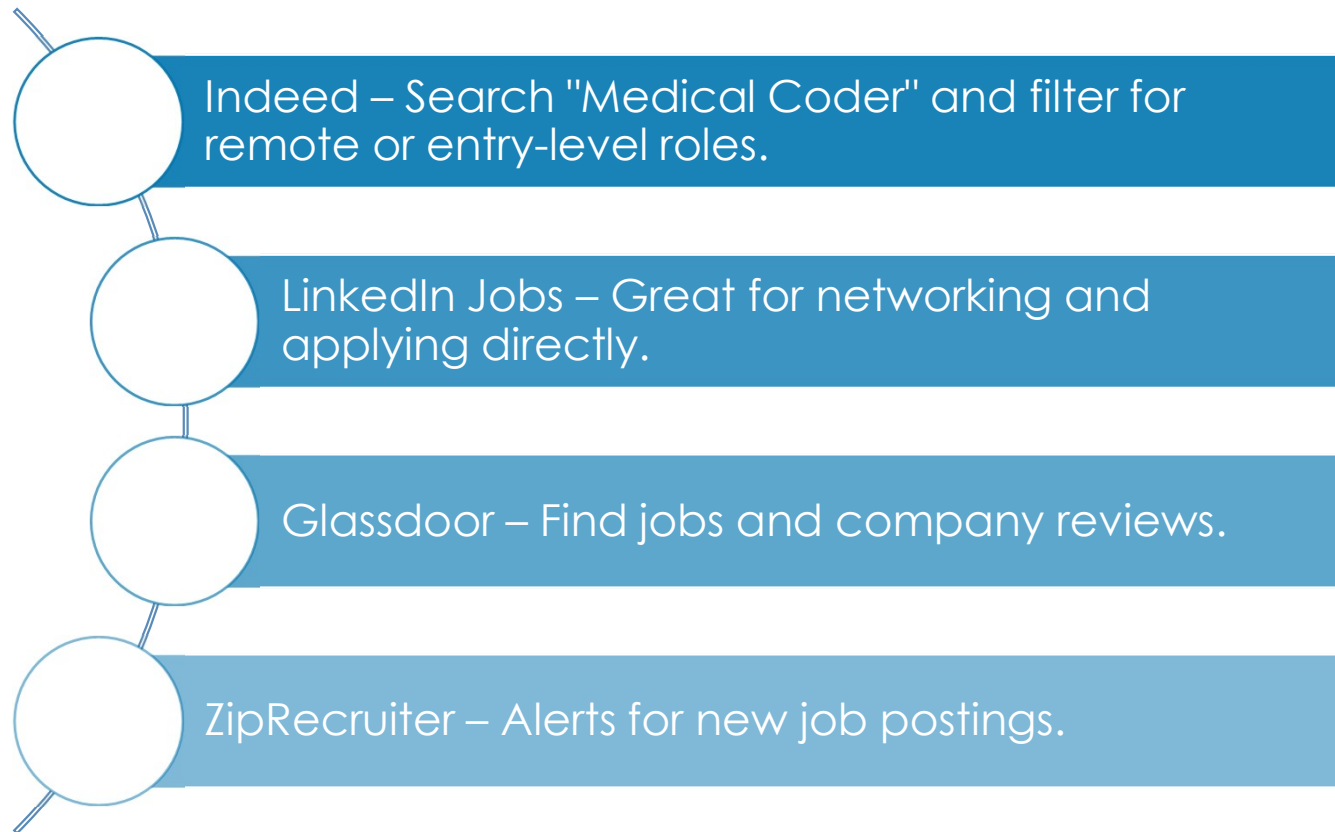 Indeed – Search "Medical Coder" and filter for
remote or entry-level roles.
LinkedIn Jobs – Great for networking and
applying directly.
Glassdoor – Find jobs and company reviews.
ZipRecruiter – Alerts for new job postings.